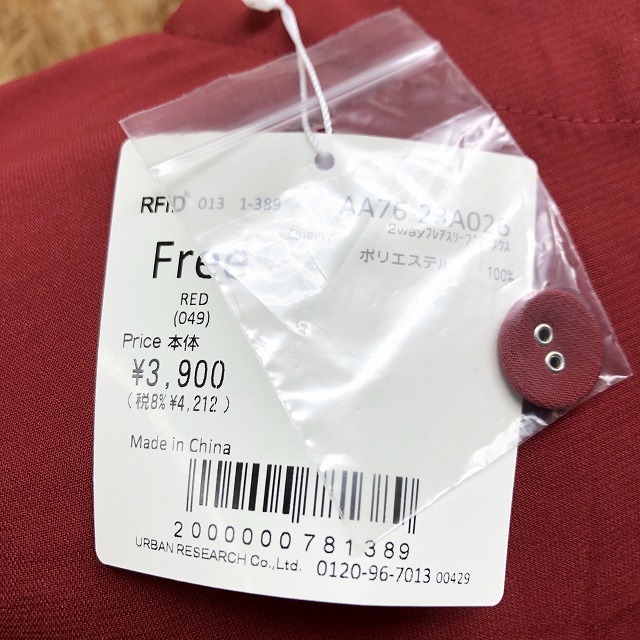 RFID 013 1-389 AA76-23A026
2wayフレアスリーブブラウス
Quality
Free ポリエステル 100%
RED
(049)
Price 本体
¥3,900
(税8%¥4,212)
Made in China
2000000781389
URBAN RESEARCH Co.,Ltd. 0120-96-7013 00429